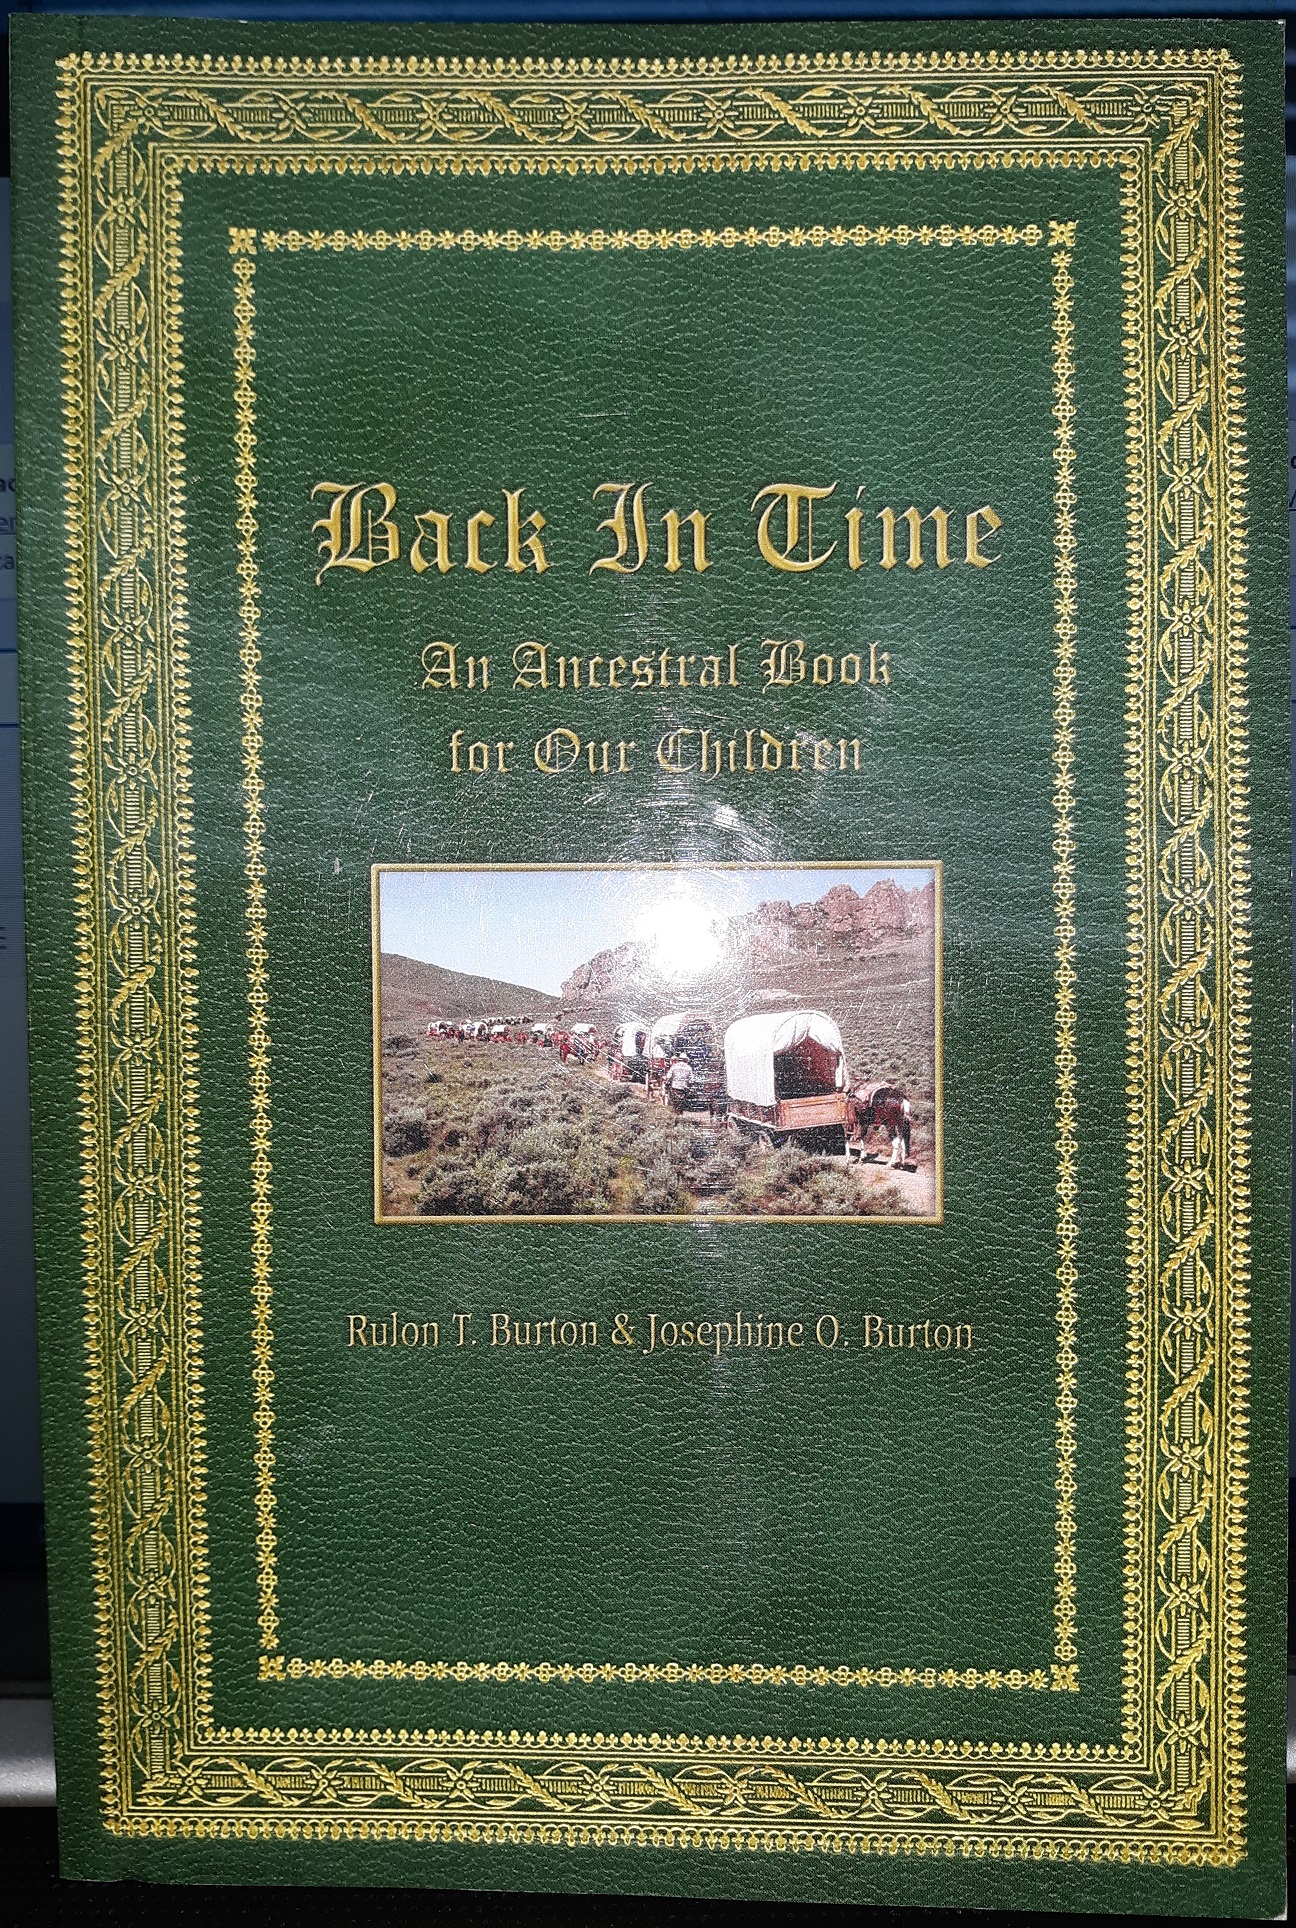 Back In Time
An Ancestral Book
for Our Children
Rulon T. Burton & Josephine O. Burton